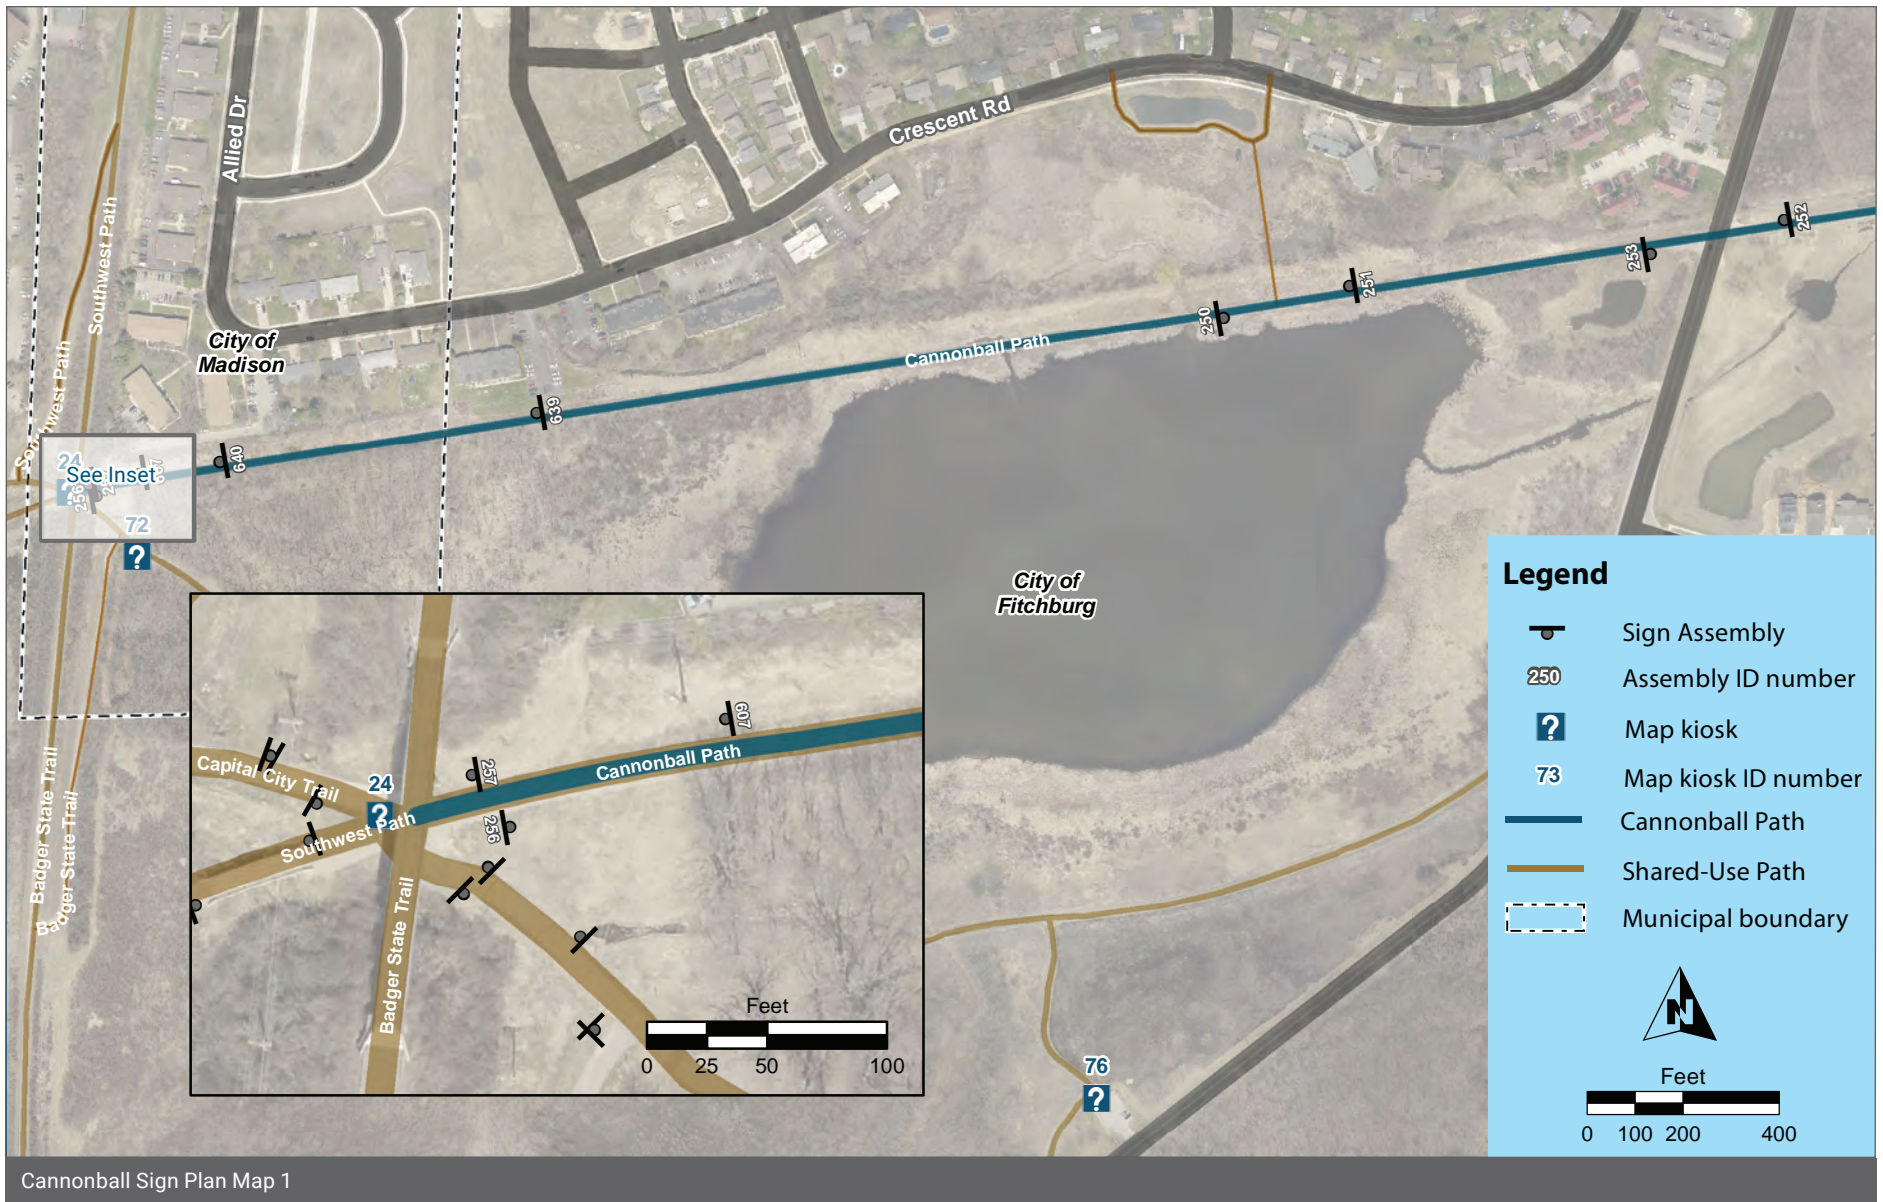 Allied Dr
Crescent Rd
Southwest Path
Southwest Path
City of
Madison
Cannonball Path
252
253
251
250
639
640
24
See Inset
256
72
?
City of
Fitchburg
Badger State Trail
Badger State Trail
607
257
Cannonball Path
Capital City Trail
24
?
Southwest Path
256
Badger State Trail
Feet
0 25 50 100
76
?
Legend
Sign Assembly
250 Assembly ID number
? Map kiosk
73 Map kiosk ID number
Cannonball Path
Shared-Use Path
Municipal boundary
N
Feet
0 100 200 400
Cannonball Sign Plan Map 1